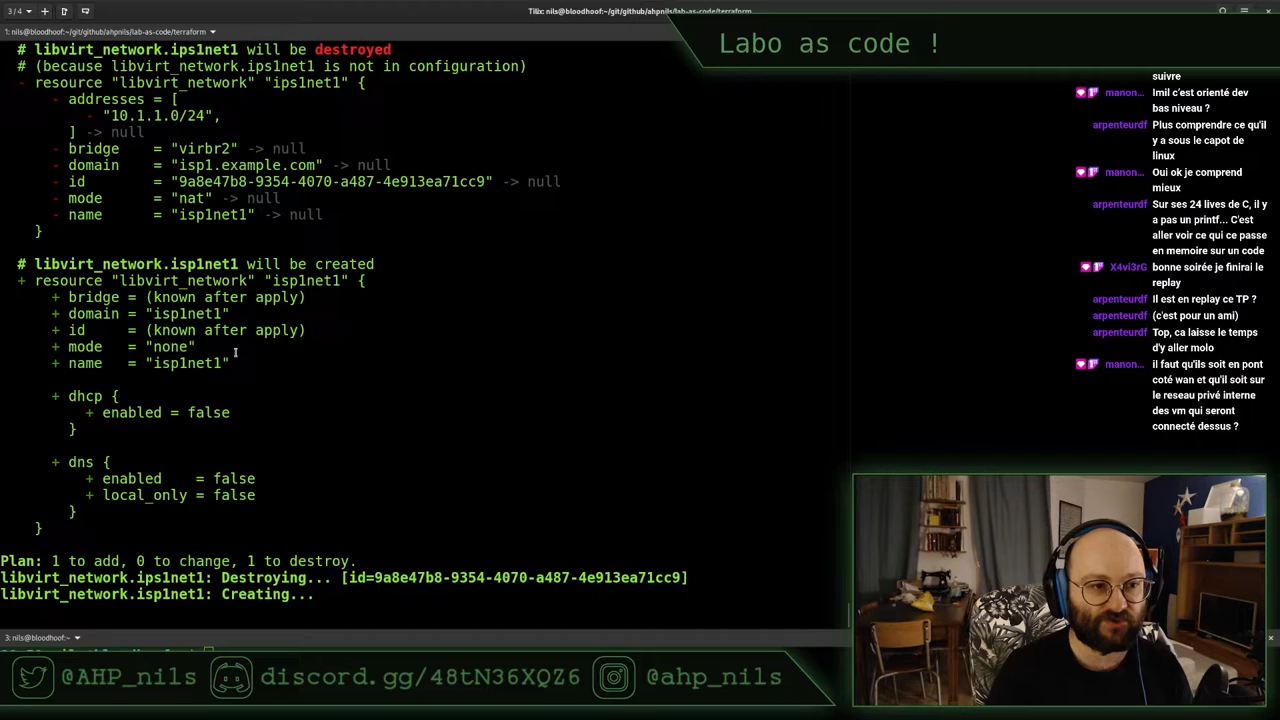 3/4
Tilix: nils@bloodhoof:~/git/github/ahpnils/lab-as-code/terraform
1: nils@bloodhoof:~/git/github/ahpnils/lab-as-code/terraform
# libvirt_network.ips1net1 will be destroyed
# (because libvirt_network.ips1net1 is not in configuration)
- resource "libvirt_network" "ips1net1" {
- addresses = [
- "10.1.1.0/24",
] -> null
- bridge    = "virbr2" -> null
- domain    = "isp1.example.com" -> null
- id        = "9a8e47b8-9354-4070-a487-4e913ea71cc9" -> null
- mode      = "nat" -> null
- name      = "isp1net1" -> null
}
# libvirt_network.isp1net1 will be created
+ resource "libvirt_network" "isp1net1" {
+ bridge = (known after apply)
+ domain = "isp1net1"
+ id     = (known after apply)
+ mode   = "none"
+ name   = "isp1net1"
+ dhcp {
+ enabled = false
}
+ dns {
+ enabled    = false
+ local_only = false
}
}
Plan: 1 to add, 0 to change, 1 to destroy.
libvirt_network.ips1net1: Destroying... [id=9a8e47b8-9354-4070-a487-4e913ea71cc9]
libvirt_network.isp1net1: Creating...
3: nils@bloodhoof:~
Labo as code !
suivre
manon... Imil c'est orienté dev
bas niveau ?
arpenteurdf Plus comprendre ce qu'il
y a sous le capot de
linux
manon... Oui ok je comprend
mieux
arpenteurdf Sur ses 24 lives de C, il y
a pas un printf... C'est
aller voir ce qui ce passe
en memoire sur un code
X4vi3rG bonne soirée je finirai le
replay
arpenteurdf Il est en replay ce TP ?
arpenteurdf (c'est pour un ami)
arpenteurdf Top, ca laisse le temps
d'y aller molo
manon... il faut qu'ils soit en pont
coté wan et qu'il soit sur
le reseau privé interne
des vm qui seront
connecté dessus ?
@AHP_nils
discord.gg/48tN36XQZ6
@ahp_nils